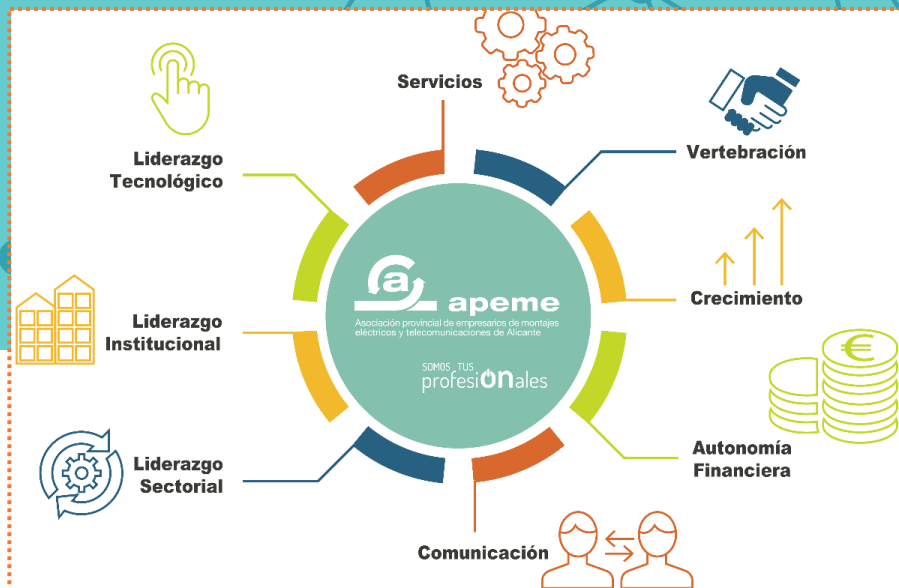 Servicios
Vertebración
Liderazgo
Tecnológico
Crecimiento
a
apeme
Asociación provincial de empresarios de montajes
eléctricos y telecomunicaciones de Alicante
SOMOS TUS
profesiONales
Liderazgo
Institucional
€
Autonomía
Financiera
Liderazgo
Sectorial
Comunicación